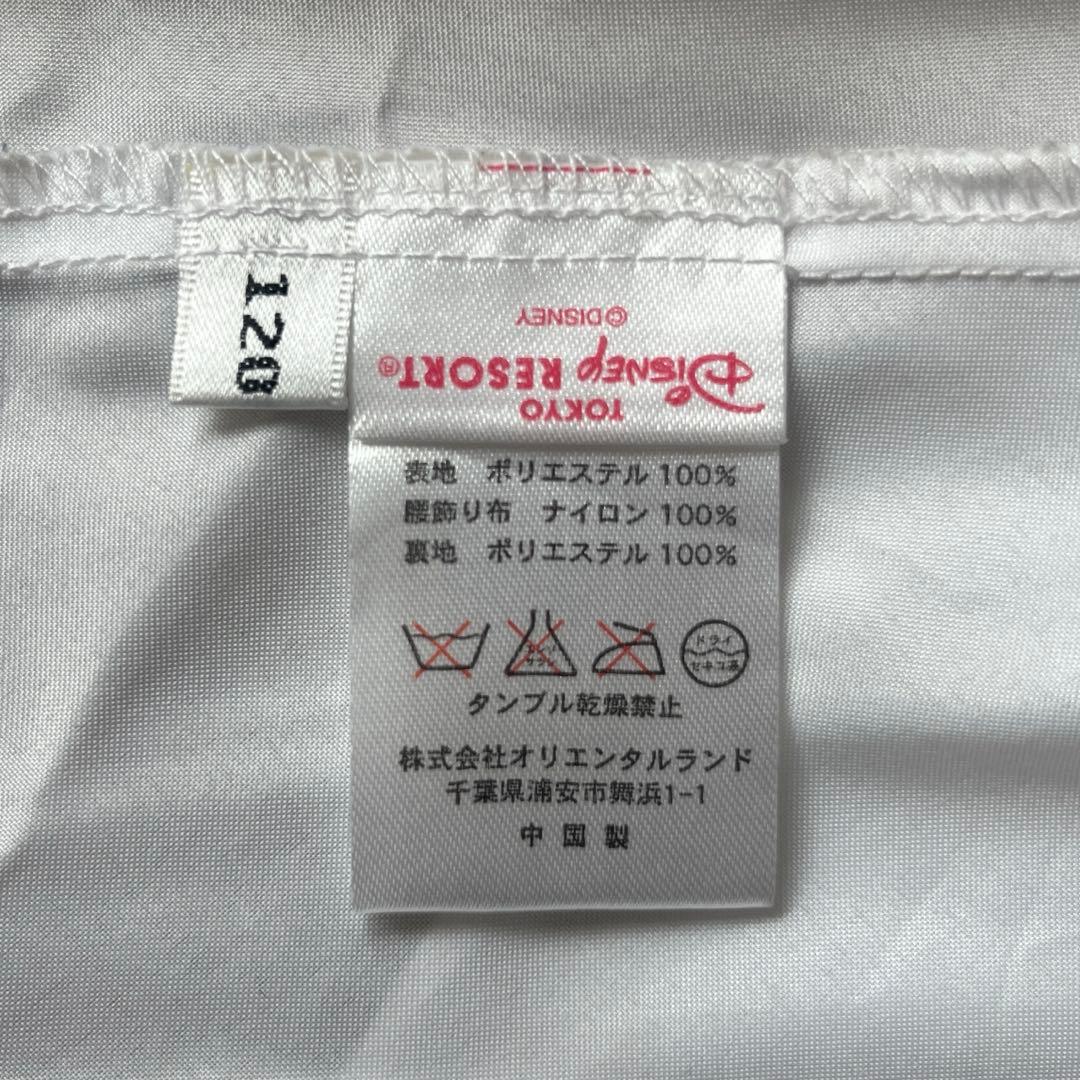 120
© DISNEY
TOKYO
DISNEY RESORT®
表地 ポリエステル 100%
腰飾り布 ナイロン 100%
裏地 ポリエステル 100%
ドライ
セキユ系
タンブル乾燥禁止
株式会社オリエンタルランド
千葉県浦安市舞浜1-1
中国製